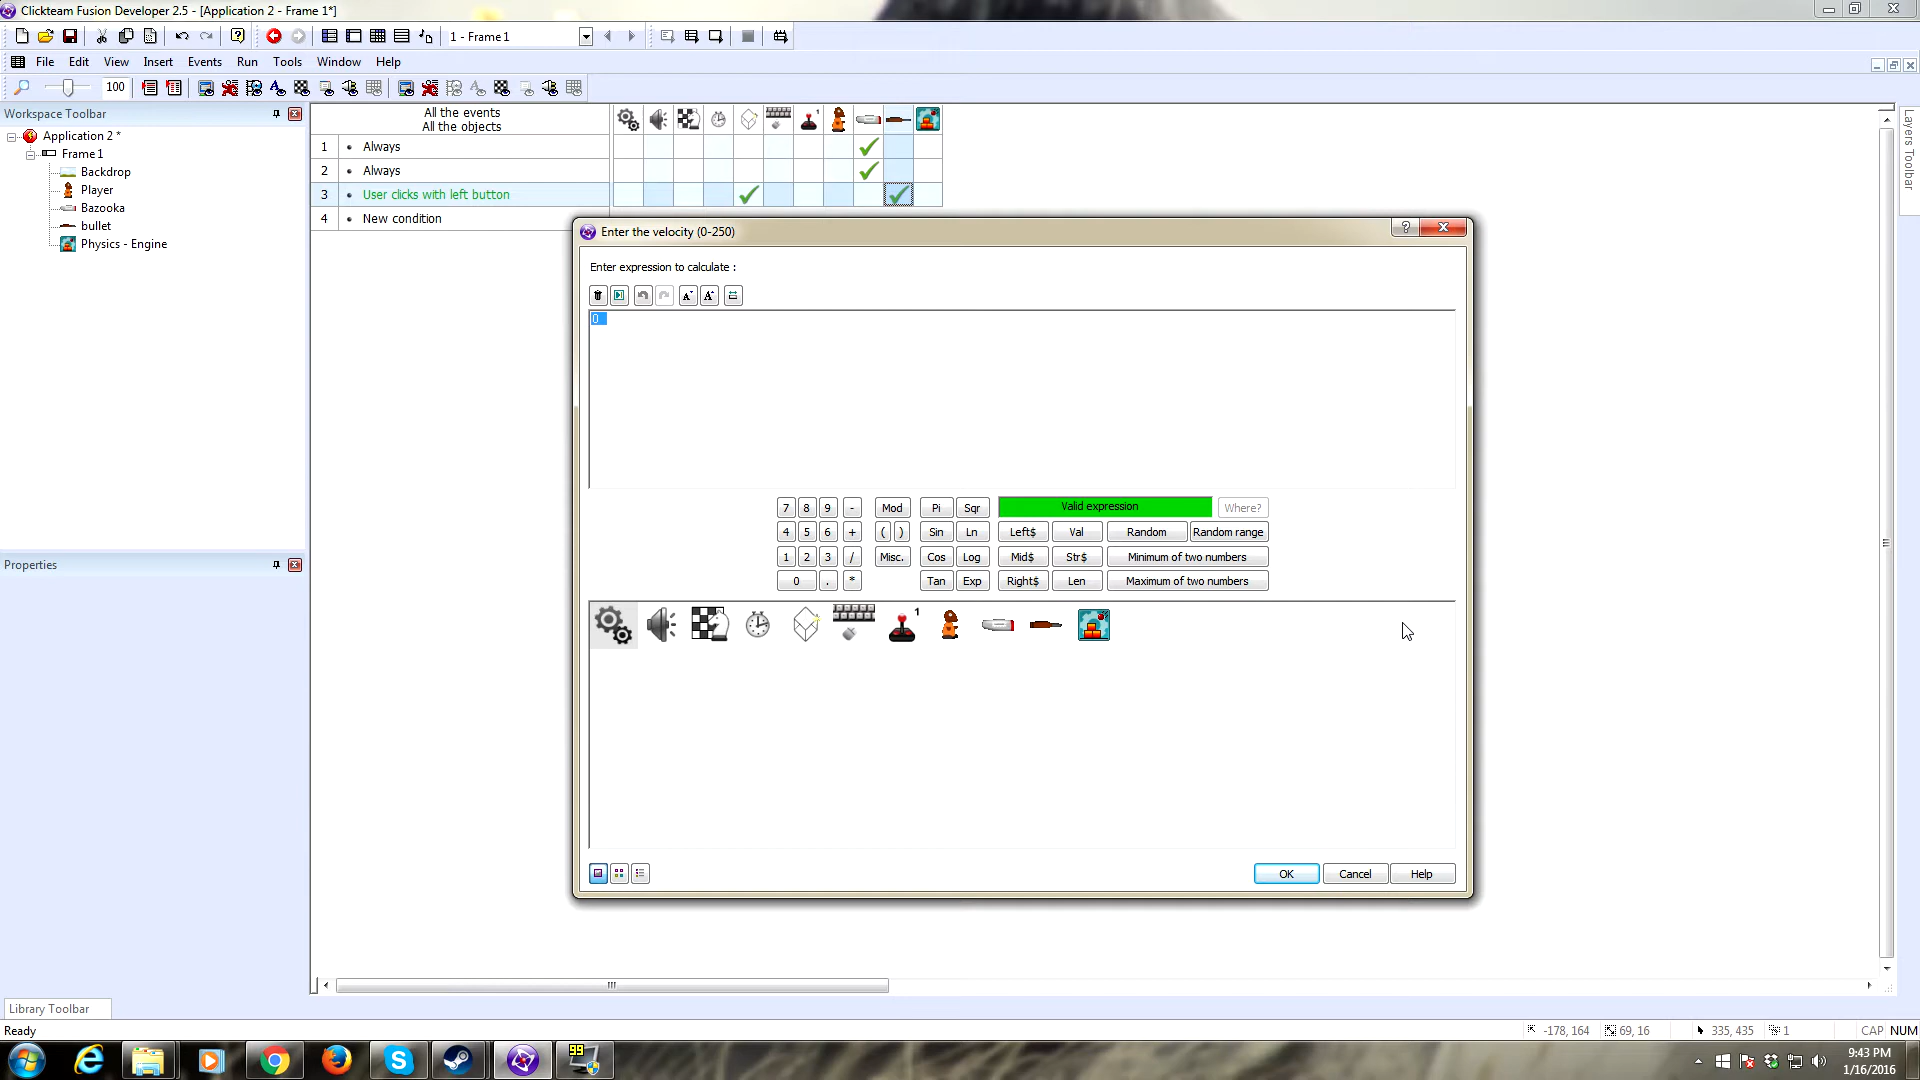 Clickteam Fusion Developer 2.5 - [Application 2 - Frame 1*]
1 - Frame 1
File Edit View Insert Events Run Tools Window Help
100
Workspace Toolbar
Application 2 *
Frame 1
Backdrop
Player
Bazooka
bullet
Physics - Engine
Properties
Library Toolbar
Layers Toolbar
All the events
All the objects
1 Always
2 Always
3 User clicks with left button
4 New condition
Enter the velocity (0-250)
Enter expression to calculate :
0
7 8 9 - Mod Pi Sqr Valid expression Where?
4 5 6 + ( ) Sin Ln Left$ Val Random Random range
1 2 3 / Misc. Cos Log Mid$ Str$ Minimum of two numbers
0 . * Tan Exp Right$ Len Maximum of two numbers
1
OK Cancel Help
Ready
-178, 164 69, 16 335, 435 1 CAP NUM
99
9:43 PM
1/16/2016